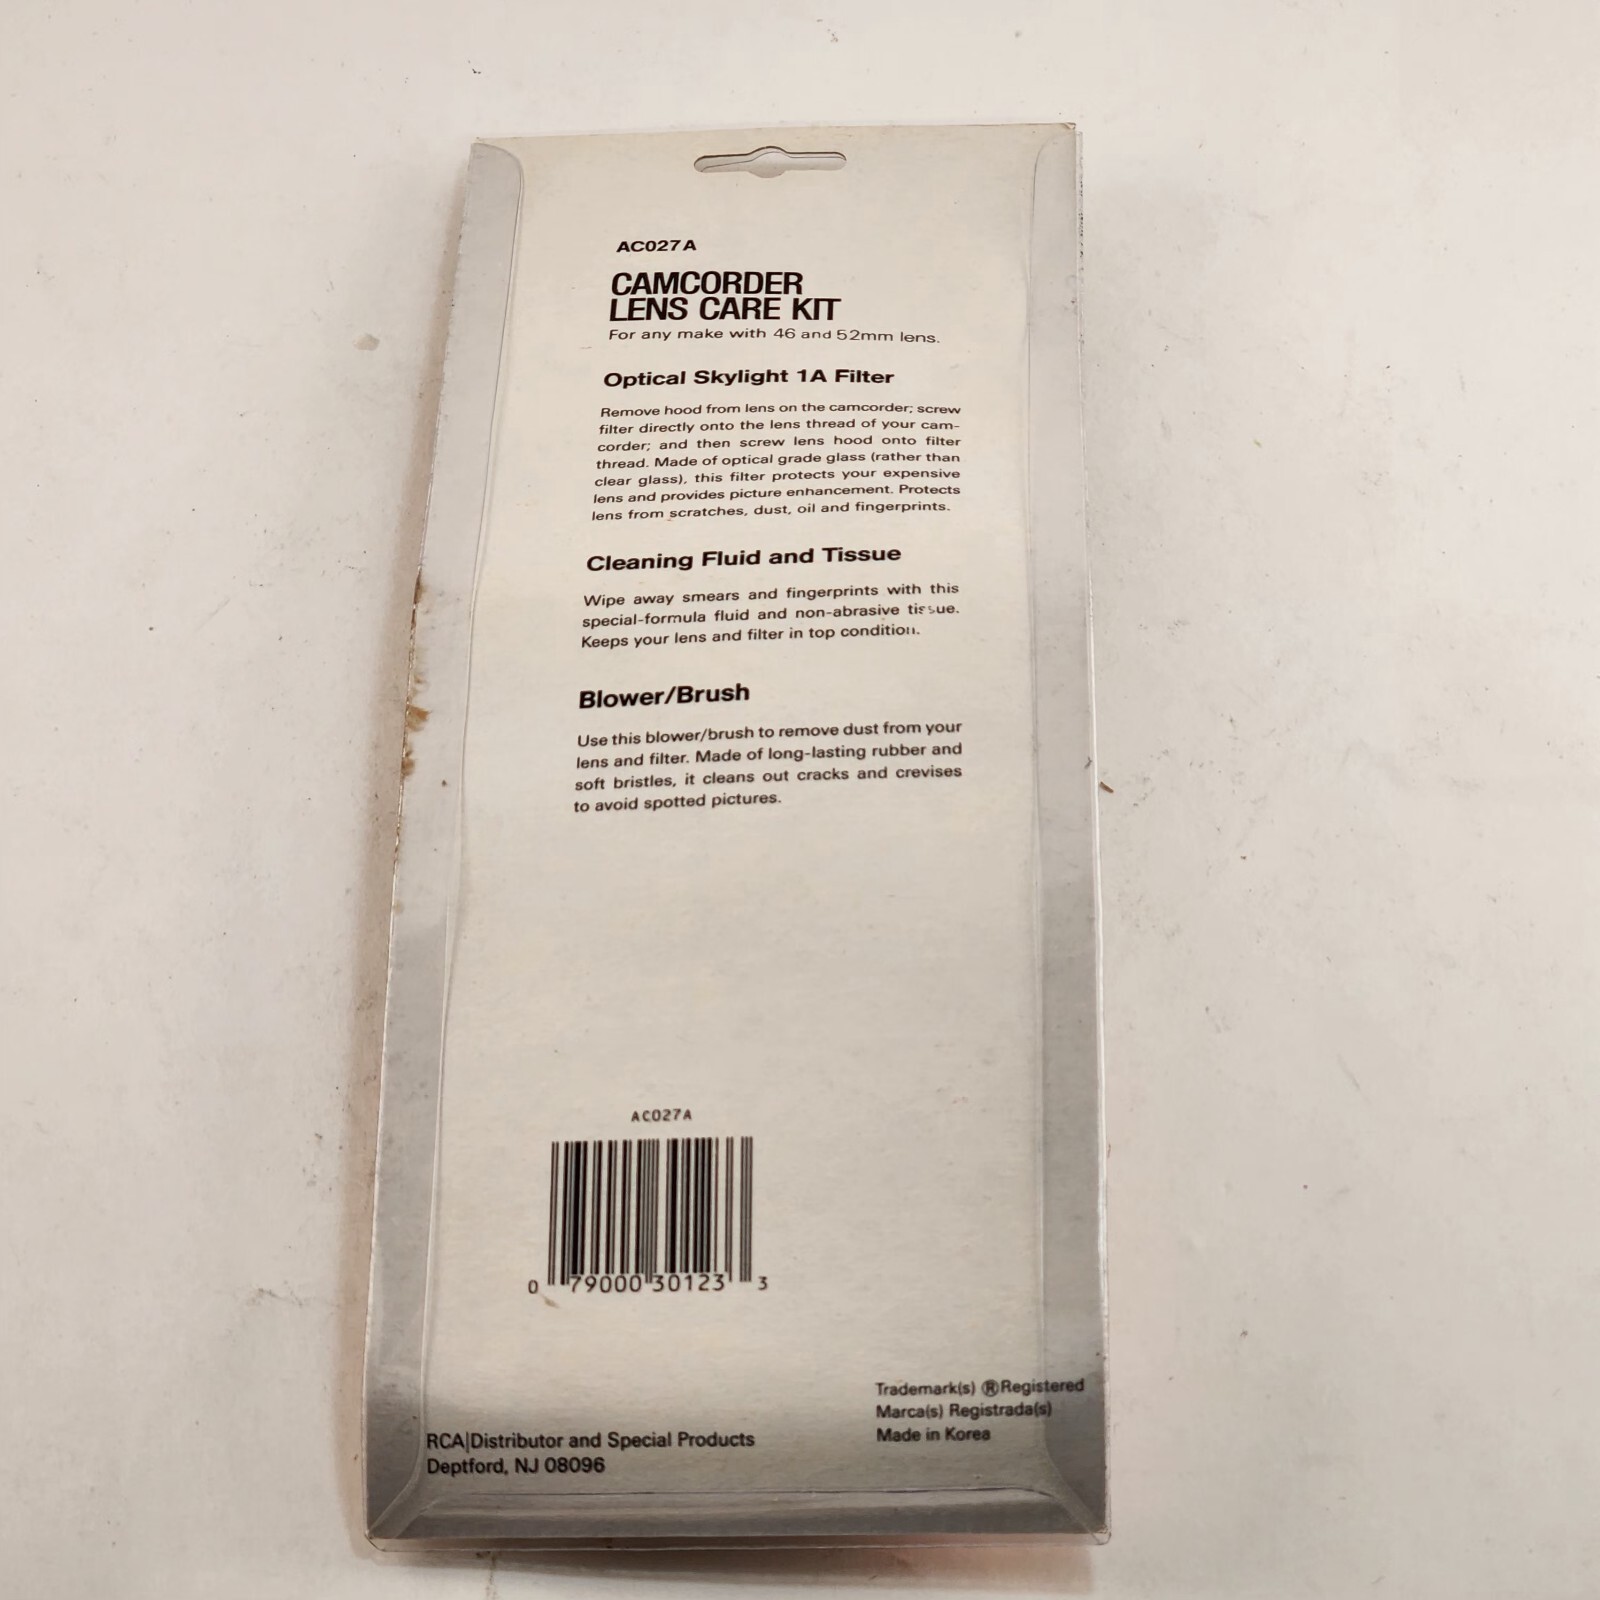 AC027A
CAMCORDER
LENS CARE KIT
For any make with 46 and 52mm lens.
Optical Skylight 1A Filter
Remove hood from lens on the camcorder; screw
filter directly onto the lens thread of your cam-
corder; and then screw lens hood onto filter
thread. Made of optical grade glass (rather than
clear glass), this filter protects your expensive
lens and provides picture enhancement. Protects
lens from scratches, dust, oil and fingerprints.
Cleaning Fluid and Tissue
Wipe away smears and fingerprints with this
special-formula fluid and non-abrasive tissue.
Keeps your lens and filter in top condition.
Blower/Brush
Use this blower/brush to remove dust from your
lens and filter. Made of long-lasting rubber and
soft bristles, it cleans out cracks and crevises
to avoid spotted pictures.
AC027A
0 79000 30123 3
Trademark(s) ®Registered
Marca(s) Registrada(s)
Made in Korea
RCA|Distributor and Special Products
Deptford, NJ 08096